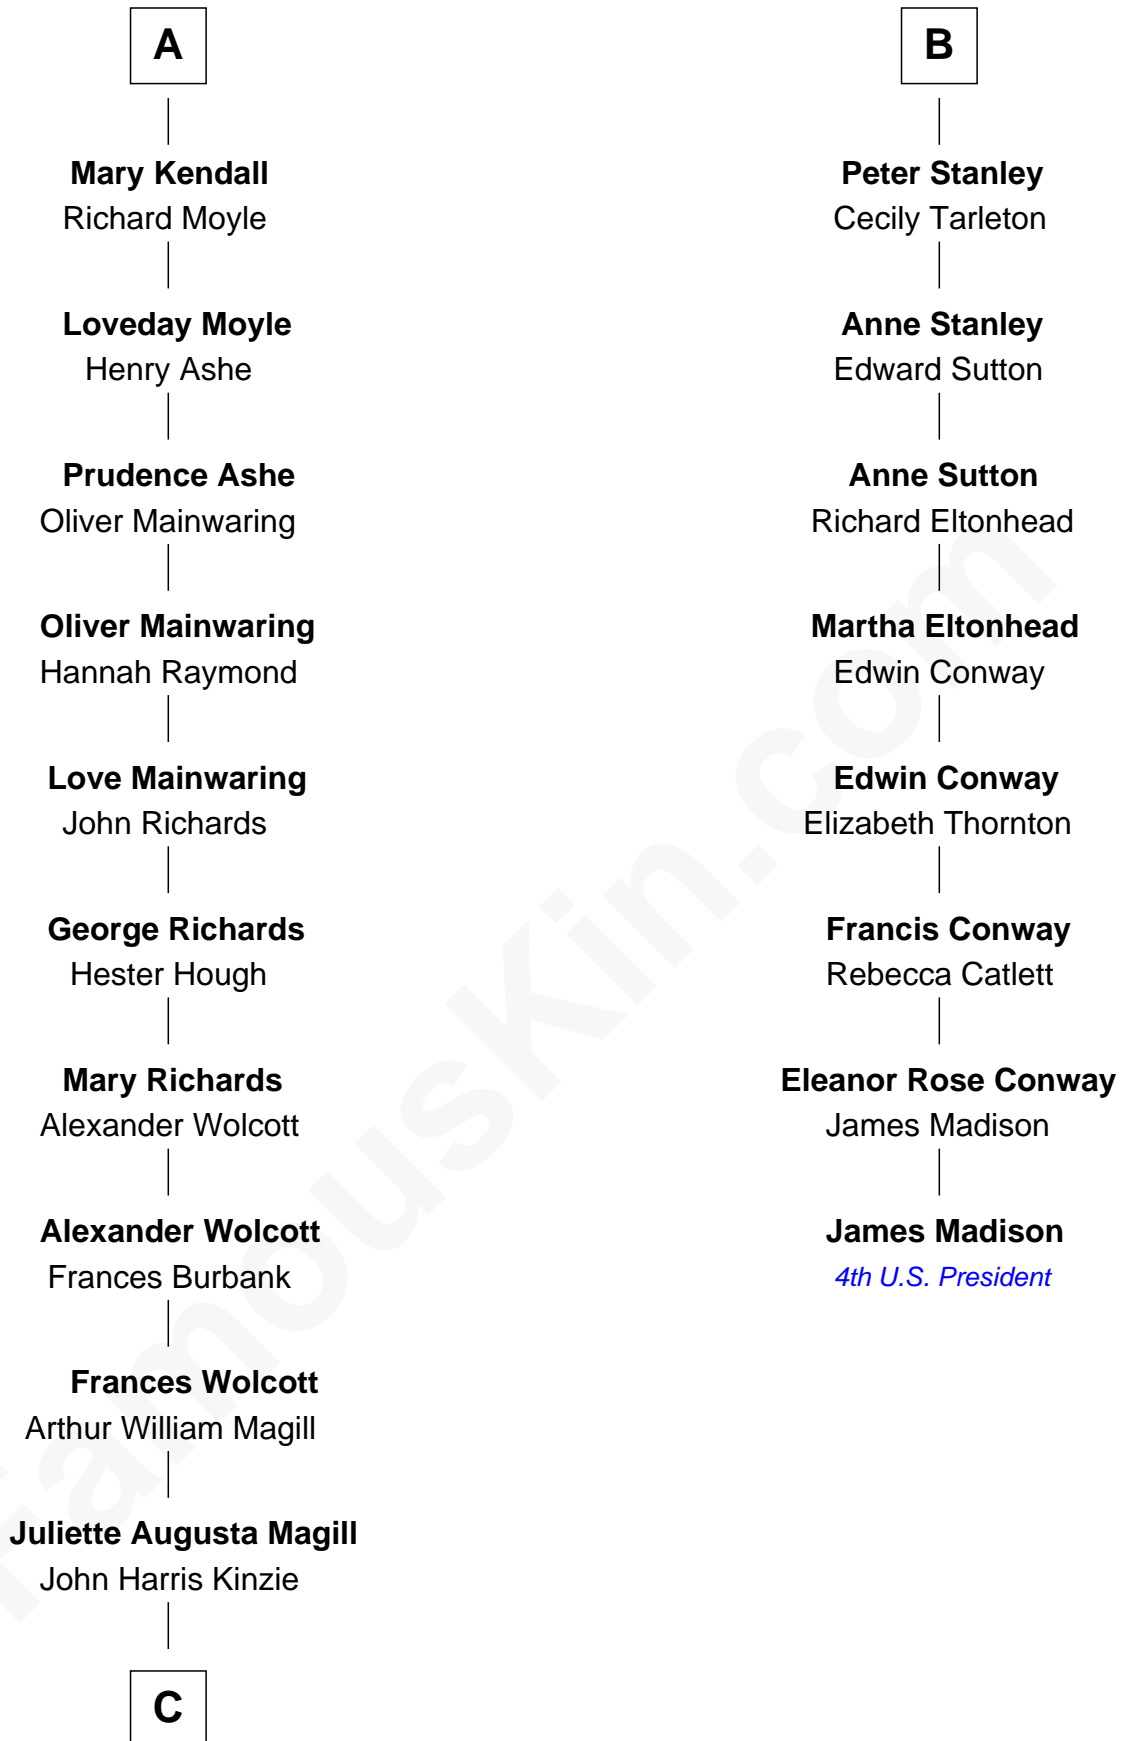 A
Mary Kendall
Richard Moyle
Loveday Moyle
Henry Ashe
Prudence Ashe
Oliver Mainwaring
Oliver Mainwaring
Hannah Raymond
Love Mainwaring
John Richards
George Richards
Hester Hough
Mary Richards
Alexander Wolcott
Alexander Wolcott
Frances Burbank
Frances Wolcott
Arthur William Magill
Juliette Augusta Magill
John Harris Kinzie
C
B
Peter Stanley
Cecily Tarleton
Anne Stanley
Edward Sutton
Anne Sutton
Richard Eltonhead
Martha Eltonhead
Edwin Conway
Edwin Conway
Elizabeth Thornton
Francis Conway
Rebecca Catlett
Eleanor Rose Conway
James Madison
James Madison
4th U.S. President
FamousKin.com